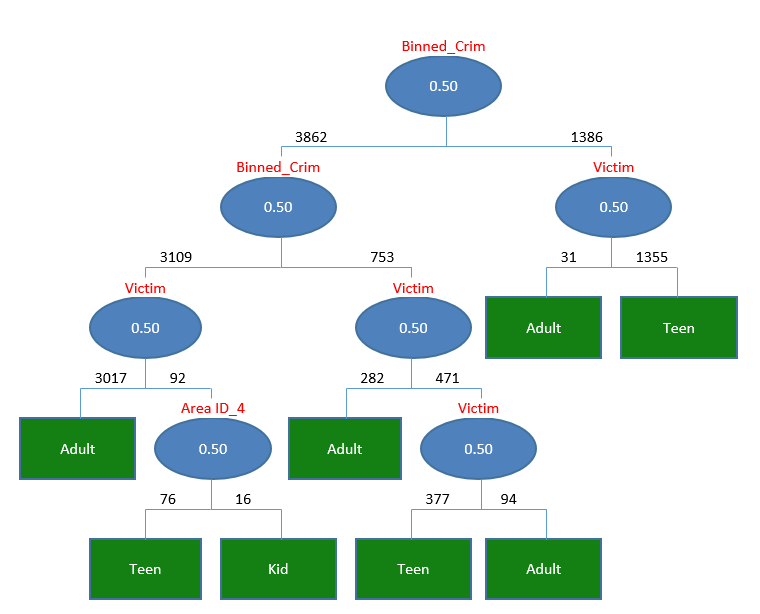 Binned_Crim
0.50
3862 1386
Binned_Crim Victim
0.50 0.50
3109 753 31 1355
Victim Victim
0.50 0.50 Adult Teen
3017 92 282 471
Area ID_4 Victim
Adult 0.50 Adult 0.50
76 16 377 94
Teen Kid Teen Adult